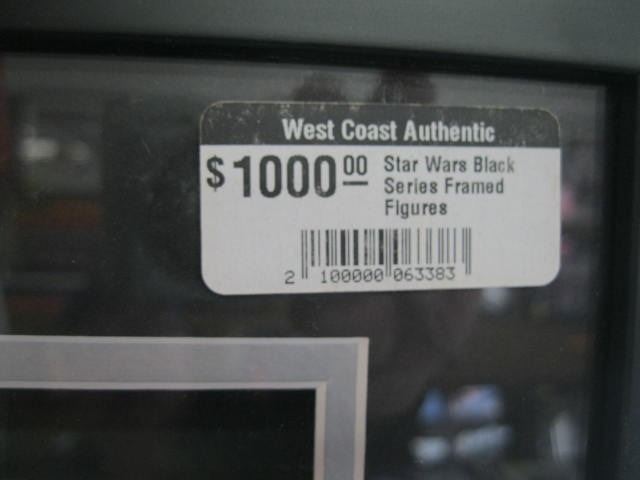 West Coast Authentic
$1000.00 Star Wars Black
Series Framed
Figures
2 100000 063383